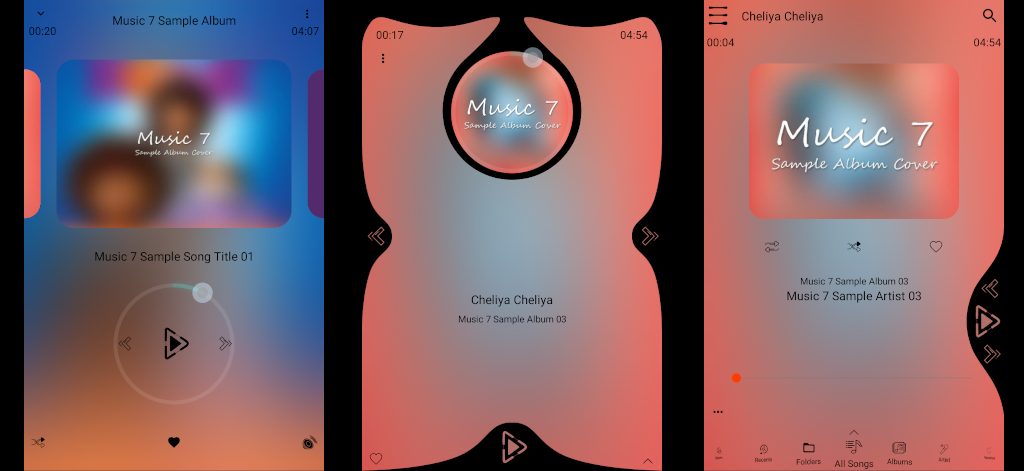 Music 7 Sample Album
00:20
04:07
Music 7
Sample Album Cover
Music 7 Sample Song Title 01
00:17
04:54
Music 7
Sample Album Cover
Cheliya Cheliya
Music 7 Sample Album 03
Cheliya Cheliya
00:04
04:54
Music 7
Sample Album Cover
Music 7 Sample Album 03
Music 7 Sample Artist 03
Recents
Folders
All Songs
Albums
Artist